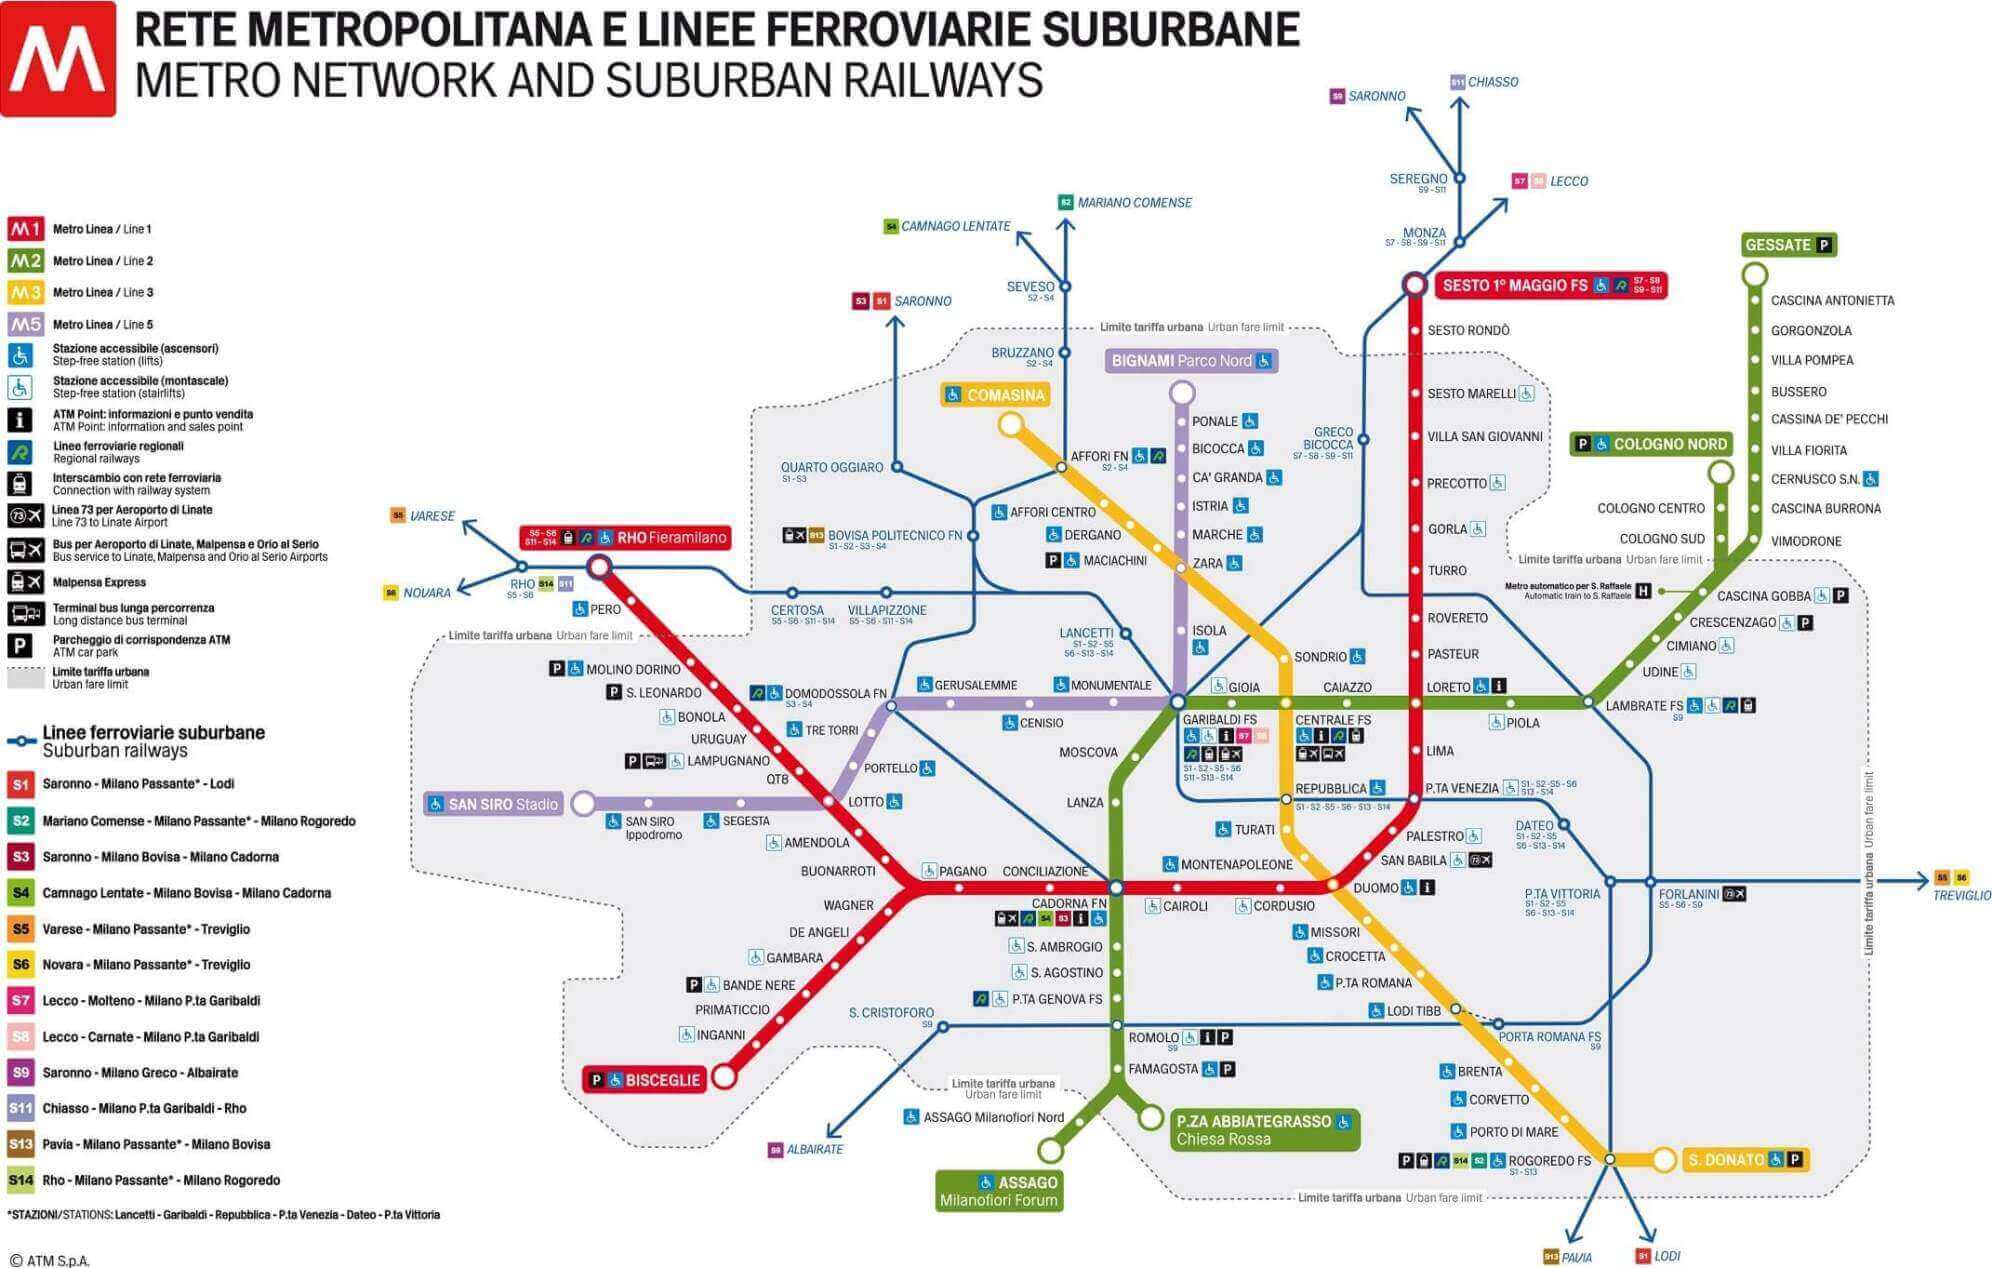 M
RETE METROPOLITANA E LINEE FERROVIARIE SUBURBANE
METRO NETWORK AND SUBURBAN RAILWAYS
M1 Metro Linea / Line 1
M2 Metro Linea / Line 2
M3 Metro Linea / Line 3
M5 Metro Linea / Line 5
Stazione accessibile (ascensori)
Step-free station (lifts)
Stazione accessibile (montascale)
Step-free station (stairlifts)
i ATM Point: informazioni e punto vendita
ATM Point: information and sales point
R Linee ferroviarie regionali
Regional railways
Interscambio con rete ferroviaria
Connection with railway system
73 Linea 73 per Aeroporto di Linate
Line 73 to Linate Airport
Bus per Aeroporto di Linate, Malpensa e Orio al Serio
Bus service to Linate, Malpensa and Orio al Serio Airports
Malpensa Express
Terminal bus lunga percorrenza
Long distance bus terminal
P Parcheggio di corrispondenza ATM
ATM car park
Limite tariffa urbana
Urban fare limit
Linee ferroviarie suburbane
Suburban railways
S1 Saronno - Milano Passante* - Lodi
S2 Mariano Comense - Milano Passante* - Milano Rogoredo
S3 Saronno - Milano Bovisa - Milano Cadorna
S4 Camnago Lentate - Milano Bovisa - Milano Cadorna
S5 Varese - Milano Passante* - Treviglio
S6 Novara - Milano Passante* - Treviglio
S7 Lecco - Molteno - Milano P.ta Garibaldi
S8 Lecco - Carnate - Milano P.ta Garibaldi
S9 Saronno - Milano Greco - Albairate
S11 Chiasso - Milano P.ta Garibaldi - Rho
S13 Pavia - Milano Passante* - Milano Bovisa
S14 Rho - Milano Passante* - Milano Rogoredo
*STAZIONI/STATIONS: Lancetti - Garibaldi - Repubblica - P.ta Venezia - Dateo - P.ta Vittoria
© ATM S.p.A.
S11 CHIASSO
S9 SARONNO
SEREGNO
S9 - S11
S7 S8 LECCO
MONZA
S7 - S8 - S9 - S11
S2 MARIANO COMENSE
S4 CAMNAGO LENTATE
SEVESO
S2 - S4
S3 S1 SARONNO
BRUZZANO
S2 - S4
Limite tariffa urbana Urban fare limit
SESTO 1º MAGGIO FS R S7 - S8
S9 - S11
SESTO RONDÒ
SESTO MARELLI
VILLA SAN GIOVANNI
PRECOTTO
GORLA
TURRO
ROVERETO
PASTEUR
LORETO i
LIMA
P.TA VENEZIA S1 - S2 - S5 - S6
S13 - S14
PALESTRO
SAN BABILA 73
DUOMO i
CORDUSIO
CAIROLI
CADORNA FN
R S4 S3 i
CONCILIAZIONE
PAGANO
GESSATE P
CASCINA ANTONIETTA
GORGONZOLA
VILLA POMPEA
BUSSERO
CASSINA DE' PECCHI
VILLA FIORITA
CERNUSCO S.N.
CASCINA BURRONA
VIMODRONE
P COLOGNO NORD
COLOGNO CENTRO
COLOGNO SUD
Limite tariffa urbana Urban fare limit
Metro automatico per S. Raffaele H
Automatic train to S. Raffaele
CASCINA GOBBA P
CRESCENZAGO P
CIMIANO
UDINE
LAMBRATE FS R
S9
PIOLA
CAIAZZO
CENTRALE FS
i R
GIOIA
GARIBALDI FS
i S7 S8
R
S1 - S2 - S5 - S6
S11 - S13 - S14
MOSCOVA
LANZA
S. AMBROGIO
S. AGOSTINO
R P.TA GENOVA FS
ROMOLO i P
S9
FAMAGOSTA P
P.ZA ABBIATEGRASSO
Chiesa Rossa
ASSAGO Milanofiori Nord
ASSAGO
Milanofiori Forum
BIGNAMI Parco Nord
PONALE
BICOCCA
CA' GRANDA
ISTRIA
MARCHE
ZARA
ISOLA
MONUMENTALE
CENISIO
GERUSALEMME
R DOMODOSSOLA FN
S3 - S4
TRE TORRI
PORTELLO
LOTTO
SEGESTA
SAN SIRO
Ippodromo
SAN SIRO Stadio
COMASINA
AFFORI FN R
S2 - S4
AFFORI CENTRO
DERGANO
P MACIACHINI
SONDRIO
REPUBBLICA
S1 - S2 - S5 - S6 - S13 - S14
TURATI
MONTENAPOLEONE
MISSORI
CROCETTA
P.TA ROMANA
LODI TIBB
PORTA ROMANA FS
S9
BRENTA
CORVETTO
PORTO DI MARE
P R S14 S2 ROGOREDO FS
S1 - S13
S. DONATO P
S5 VARESE
S6 NOVARA
RHO S14 S11
S5 - S6
S5 - S6
S11 - S14 R RHO Fieramilano
PERO
Limite tariffa urbana Urban fare limit
P MOLINO DORINO
P S. LEONARDO
BONOLA
URUGUAY
P LAMPUGNANO
QT8
AMENDOLA
BUONARROTI
WAGNER
DE ANGELI
GAMBARA
P BANDE NERE
PRIMATICCIO
INGANNI
P BISCEGLIE
QUARTO OGGIARO
S1 - S3
S13 BOVISA POLITECNICO FN
S1 - S2 - S3 - S4
CERTOSA
S5 - S6 - S11 - S14
VILLAPIZZONE
S5 - S6 - S11 - S14
LANCETTI
S1 - S2 - S5
S6 - S13 - S14
GRECO
BICOCCA
S7 - S8 - S9 - S11
DATEO
S1 - S2 - S5
S6 - S13 - S14
P.TA VITTORIA
S1 - S2 - S5
S6 - S13 - S14
FORLANINI 73
S5 - S6 - S9
S5 S6
TREVIGLIO
Limite tariffa urbana Urban fare limit
S. CRISTOFORO
S9
S9 ALBAIRATE
Limite tariffa urbana
Urban fare limit
Limite tariffa urbana Urban fare limit
S13 PAVIA
S1 LODI